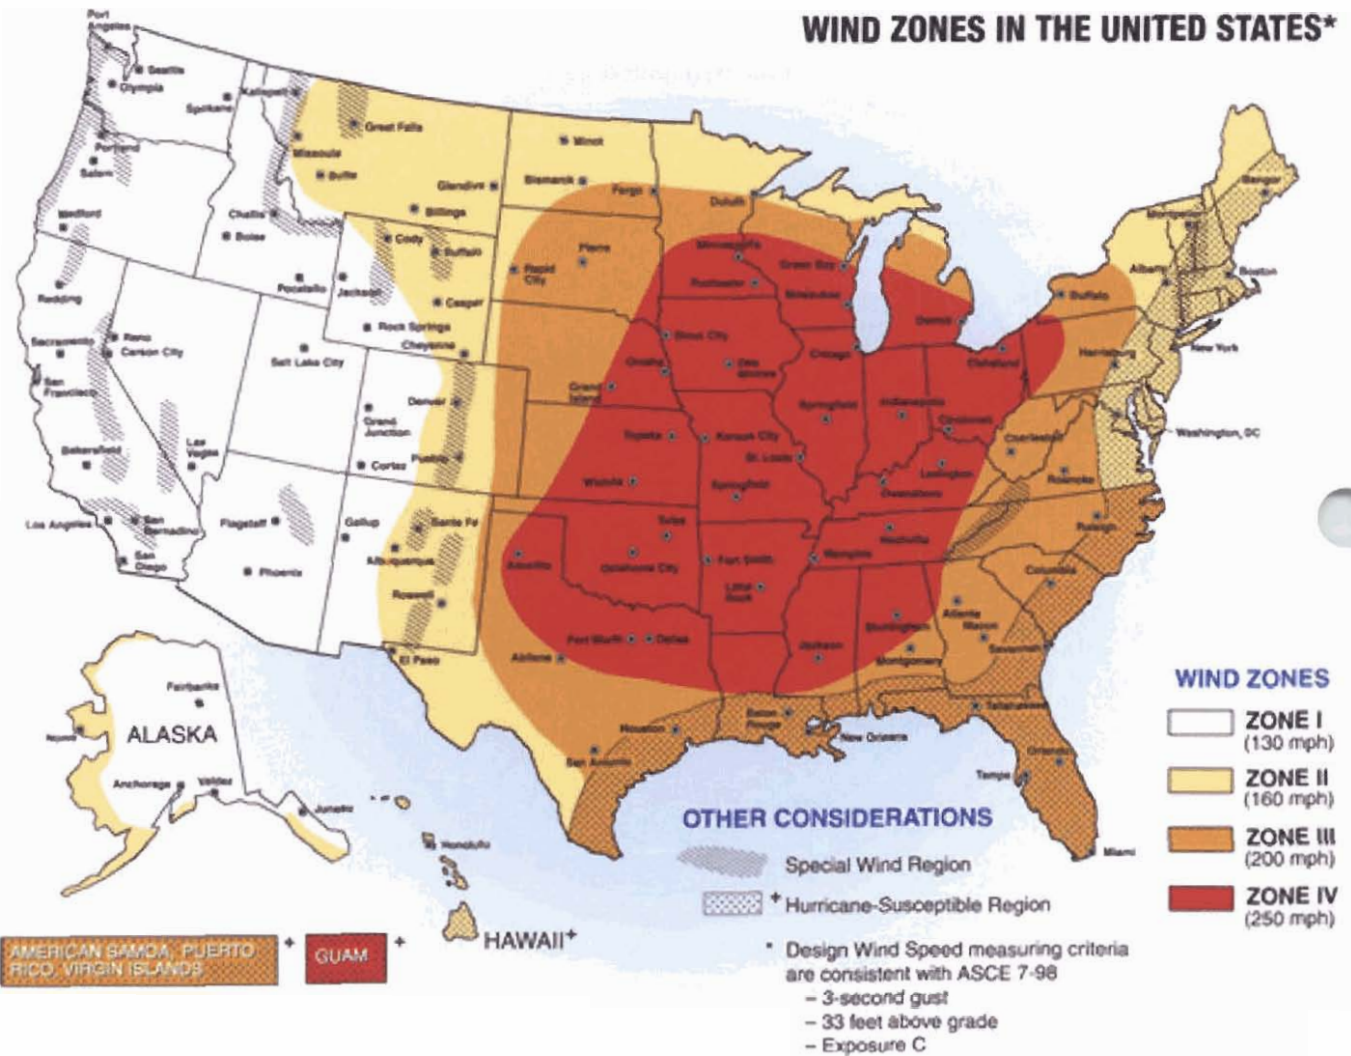 WIND ZONES IN THE UNITED STATES*
Port
Angeles
Seattle
Olympia
Spokane
Kalispell
Great Falls
Missoula
Butte
Glendive
Billings
Portland
Salem
Medford
Challis
Boise
Pocatello
Jackson
Cody
Buffalo
Casper
Rock Springs
Cheyenne
Minot
Bismarck
Fargo
Duluth
Pierre
Rapid
City
Minneapolis
Rochester
Green Bay
Milwaukee
Detroit
Bangor
Albany
Boston
Buffalo
New York
Harrisburg
Washington, DC
Redding
Sacramento
San
Francisco
Reno
Carson City
Salt Lake City
Bakersfield
Las
Vegas
Los Angeles
San
Bernadino
San
Diego
Flagstaff
Phoenix
Grand
Junction
Cortez
Denver
Pueblo
Gallup
Sante Fe
Albuquerque
Roswell
El Paso
Sioux City
Omaha
Grand
Island
Des
Moines
Chicago
Cleveland
Springfield
Indianapolis
Cincinnati
Charleston
Roanoke
Topeka
Kansas City
St. Louis
Wichita
Springfield
Lexington
Owensboro
Raleigh
Tulsa
Oklahoma City
Amarillo
Fort Smith
Little
Rock
Memphis
Nashville
Columbia
Atlanta
Macon
Savannah
Birmingham
Montgomery
Jackson
Fort Worth
Dallas
Abilene
Houston
San Antonio
Baton
Rouge
New Orleans
Tallahassee
Orlando
Tampa
Miami
Fairbanks
ALASKA
Anchorage
Valdez
Juneau
Honolulu
HAWAII+
AMERICAN SAMOA, PUERTO
RICO, VIRGIN ISLANDS
+
GUAM
+
OTHER CONSIDERATIONS
Special Wind Region
+ Hurricane-Susceptible Region
* Design Wind Speed measuring criteria
are consistent with ASCE 7-98
– 3-second gust
– 33 feet above grade
– Exposure C
WIND ZONES
ZONE I
(130 mph)
ZONE II
(160 mph)
ZONE III
(200 mph)
ZONE IV
(250 mph)